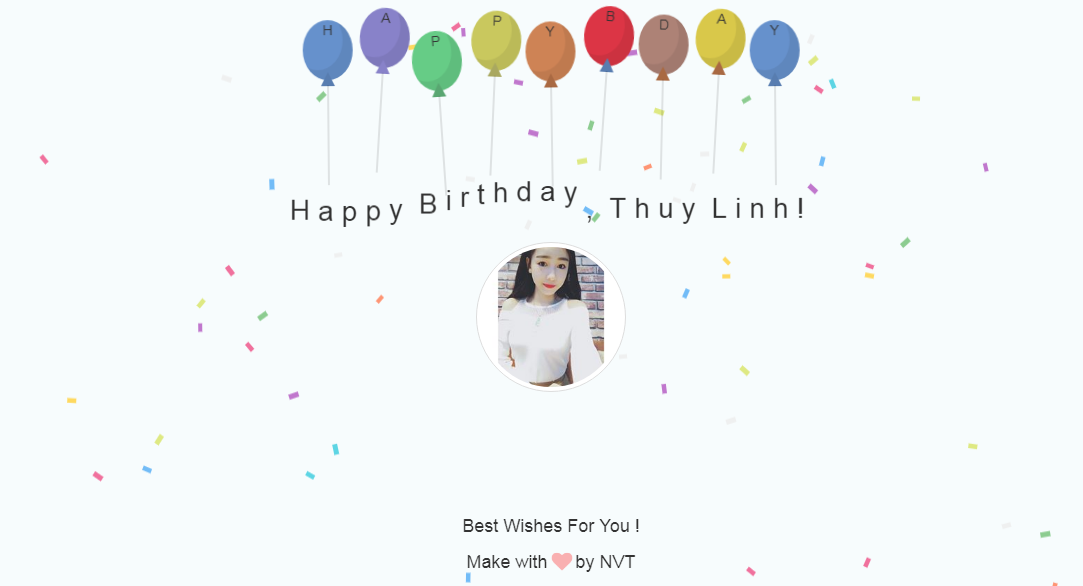 H A P P Y B D A Y
Happy Birthday, Thuy Linh!
Best Wishes For You !
Make with by NVT